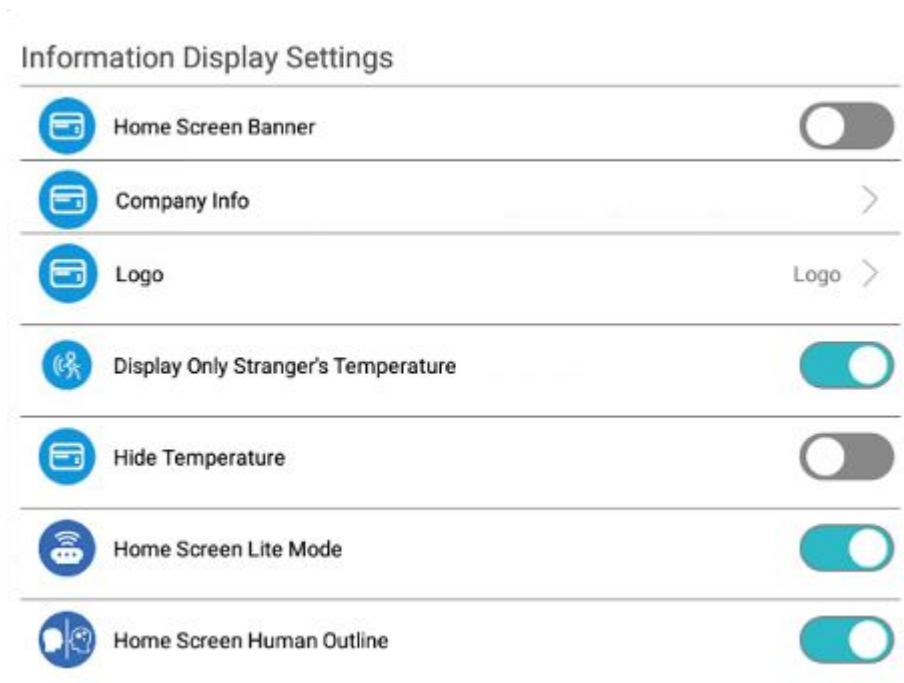 Information Display Settings
Home Screen Banner
Company Info
Logo Logo
Display Only Stranger's Temperature
Hide Temperature
Home Screen Lite Mode
Home Screen Human Outline